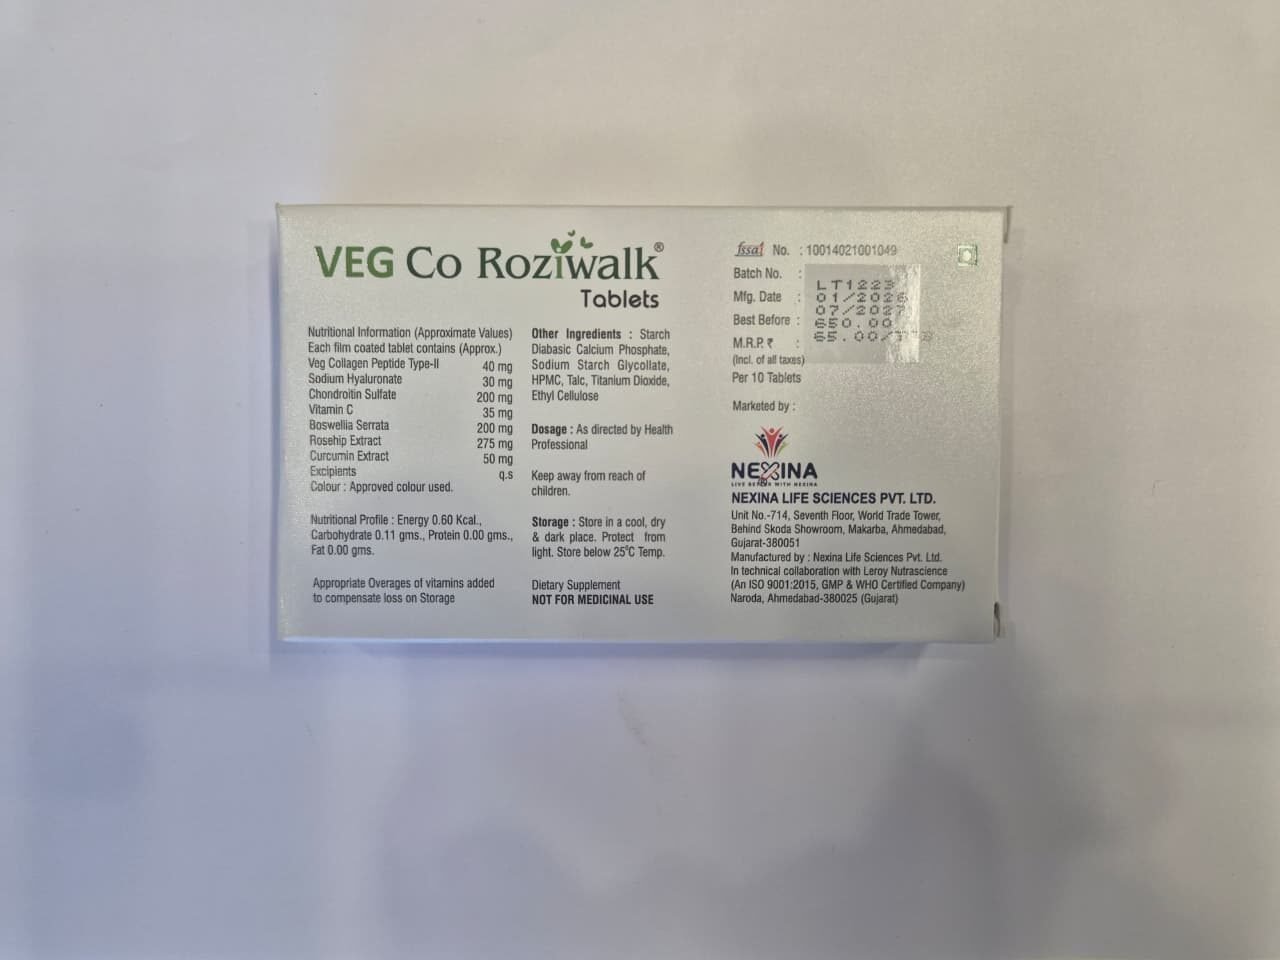 VEG Co Roziwalk®
Tablets
Nutritional Information (Approximate Values)
Each film coated tablet contains (Approx.)
Veg Collagen Peptide Type-II 40 mg
Sodium Hyaluronate 30 mg
Chondroitin Sulfate 200 mg
Vitamin C 35 mg
Boswellia Serrata 200 mg
Rosehip Extract 275 mg
Curcumin Extract 50 mg
Excipients q.s
Colour : Approved colour used.
Nutritional Profile : Energy 0.60 Kcal.,
Carbohydrate 0.11 gms., Protein 0.00 gms.,
Fat 0.00 gms.
Appropriate Overages of vitamins added
to compensate loss on Storage
Other Ingredients : Starch
Diabasic Calcium Phosphate,
Sodium Starch Glycollate,
HPMC, Talc, Titanium Dioxide,
Ethyl Cellulose
Dosage : As directed by Health
Professional
Keep away from reach of
children.
Storage : Store in a cool, dry
& dark place. Protect from
light. Store below 25°C Temp.
Dietary Supplement
NOT FOR MEDICINAL USE
fssai No. : 10014021001049
Batch No. : LT1223
Mfg. Date : 01/2026
Best Before : 07/2027
M.R.P. ₹ : 650.00
(Incl. of all taxes) 65.00/
Per 10 Tablets
Marketed by :
NEXINA
LIVE BETTER WITH NEXINA
NEXINA LIFE SCIENCES PVT. LTD.
Unit No.-714, Seventh Floor, World Trade Tower,
Behind Skoda Showroom, Makarba, Ahmedabad,
Gujarat-380051
Manufactured by : Nexina Life Sciences Pvt. Ltd.
In technical collaboration with Leroy Nutrascience
(An ISO 9001:2015, GMP & WHO Certified Company)
Naroda, Ahmedabad-380025 (Gujarat)